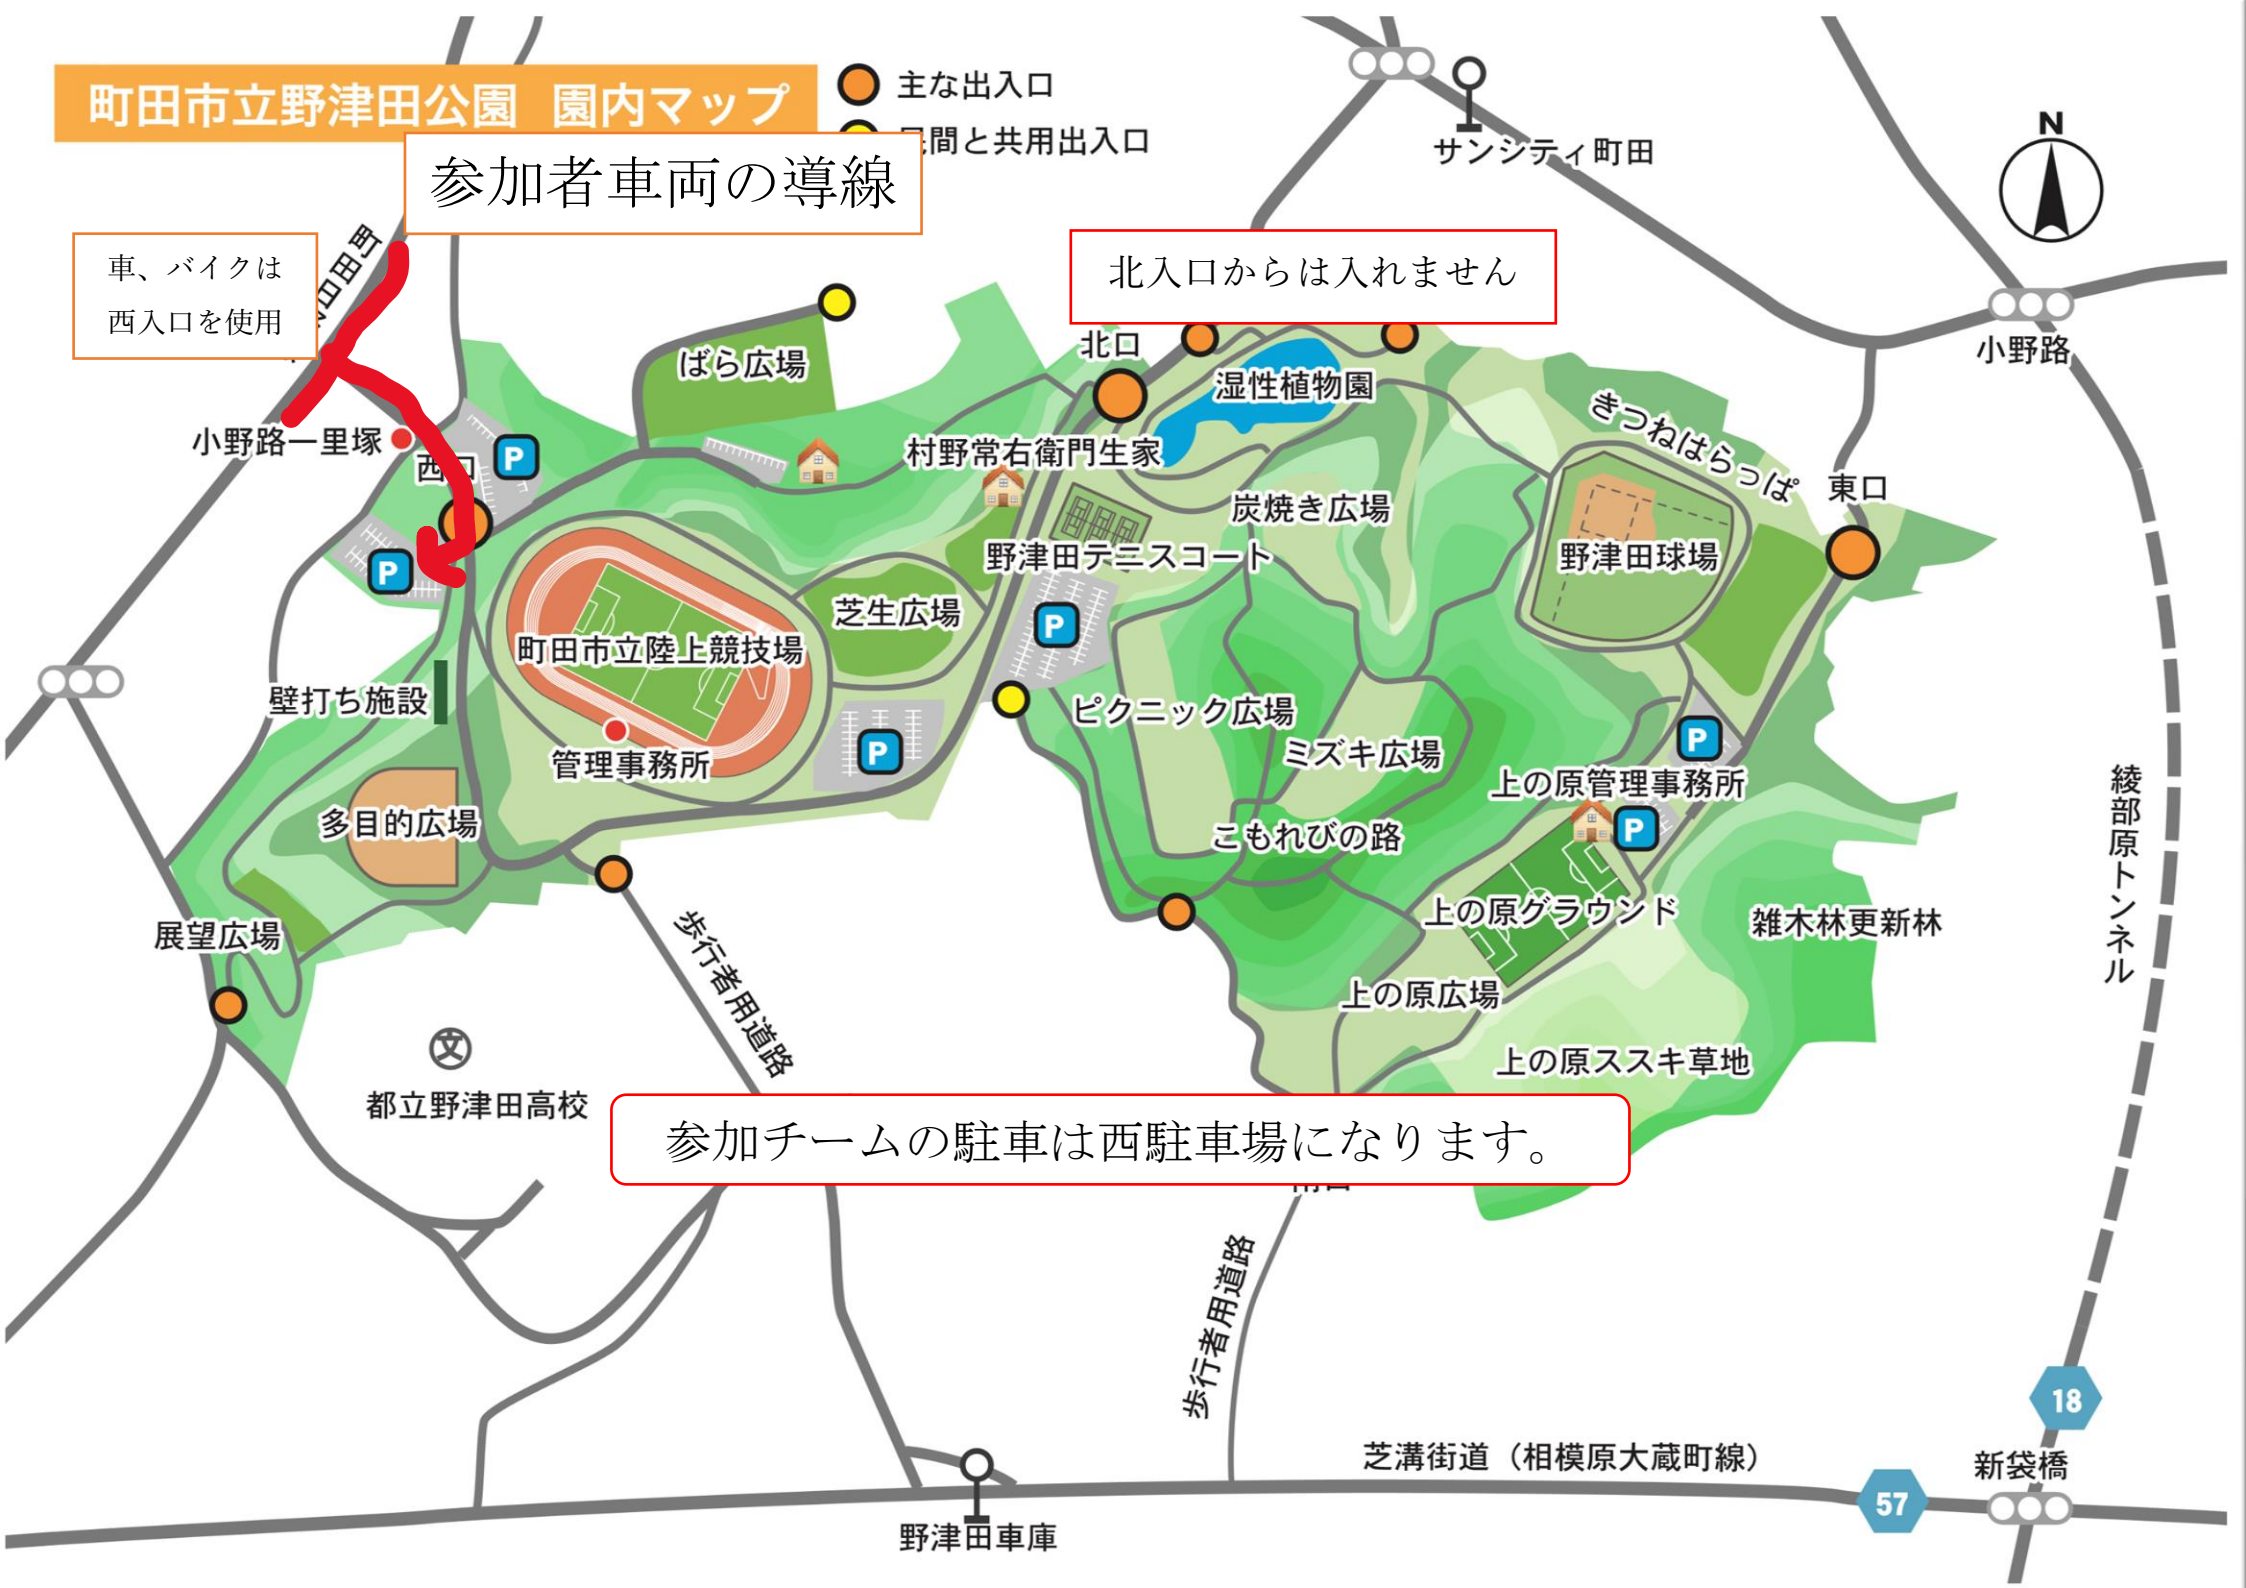 町田市立野津田公園 園内マップ
主な出入口
間と共用出入口
参加者車両の導線
サンシティ町田
N
車、バイクは
西入口を使用
町田
北入口からは入れません
小野路
北口
ばら広場
湿性植物園
きつねはらっぱ
小野路一里塚
西口
P
村野常右衛門生家
東口
炭焼き広場
野津田テニスコート
野津田球場
P
芝生広場
P
町田市立陸上競技場
壁打ち施設
ピクニック広場
管理事務所
P
ミズキ広場
P
上の原管理事務所
多目的広場
こもれびの路
P
綾部原トンネル
展望広場
歩行者用道路
上の原グラウンド
雑木林更新林
上の原広場
文
上の原ススキ草地
都立野津田高校
参加チームの駐車は西駐車場になります。
歩行者用道路
18
芝溝街道（相模原大蔵町線）
新袋橋
57
野津田車庫